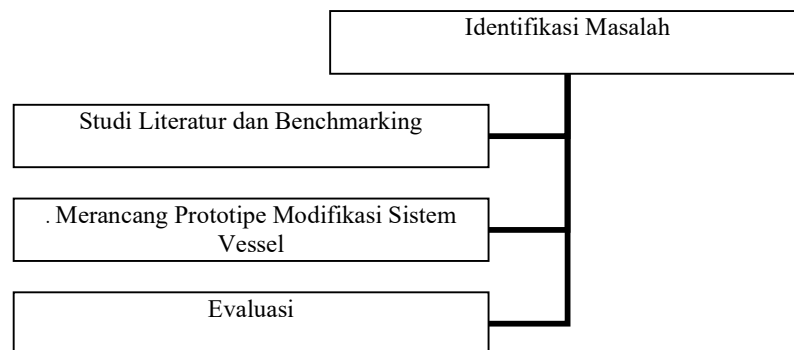 Identifikasi Masalah
Studi Literatur dan Benchmarking
. Merancang Prototipe Modifikasi Sistem
Vessel
Evaluasi